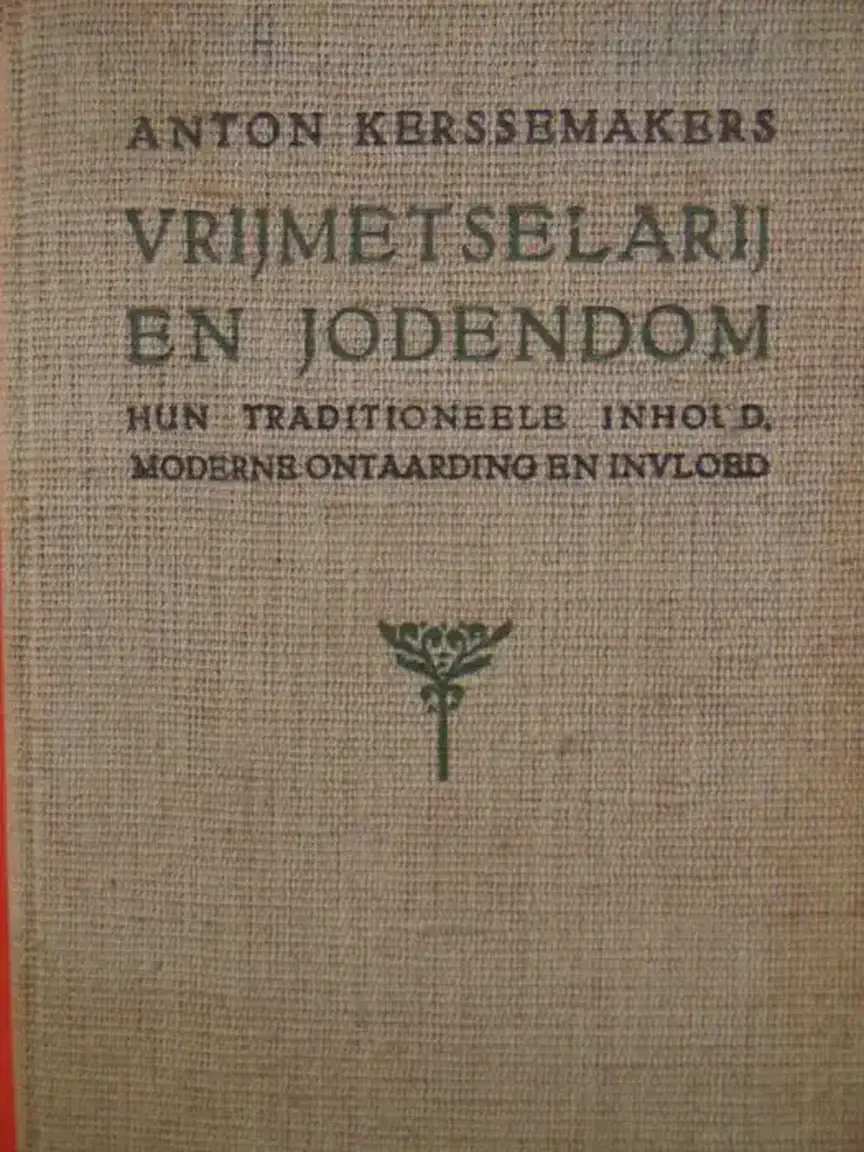 ANTON KERSSEMAKERS
VRIJMETSELARIJ
EN JODENDOM
HUN TRADITIONEELE INHOUD,
MODERNE ONTAARDING EN INVLOED